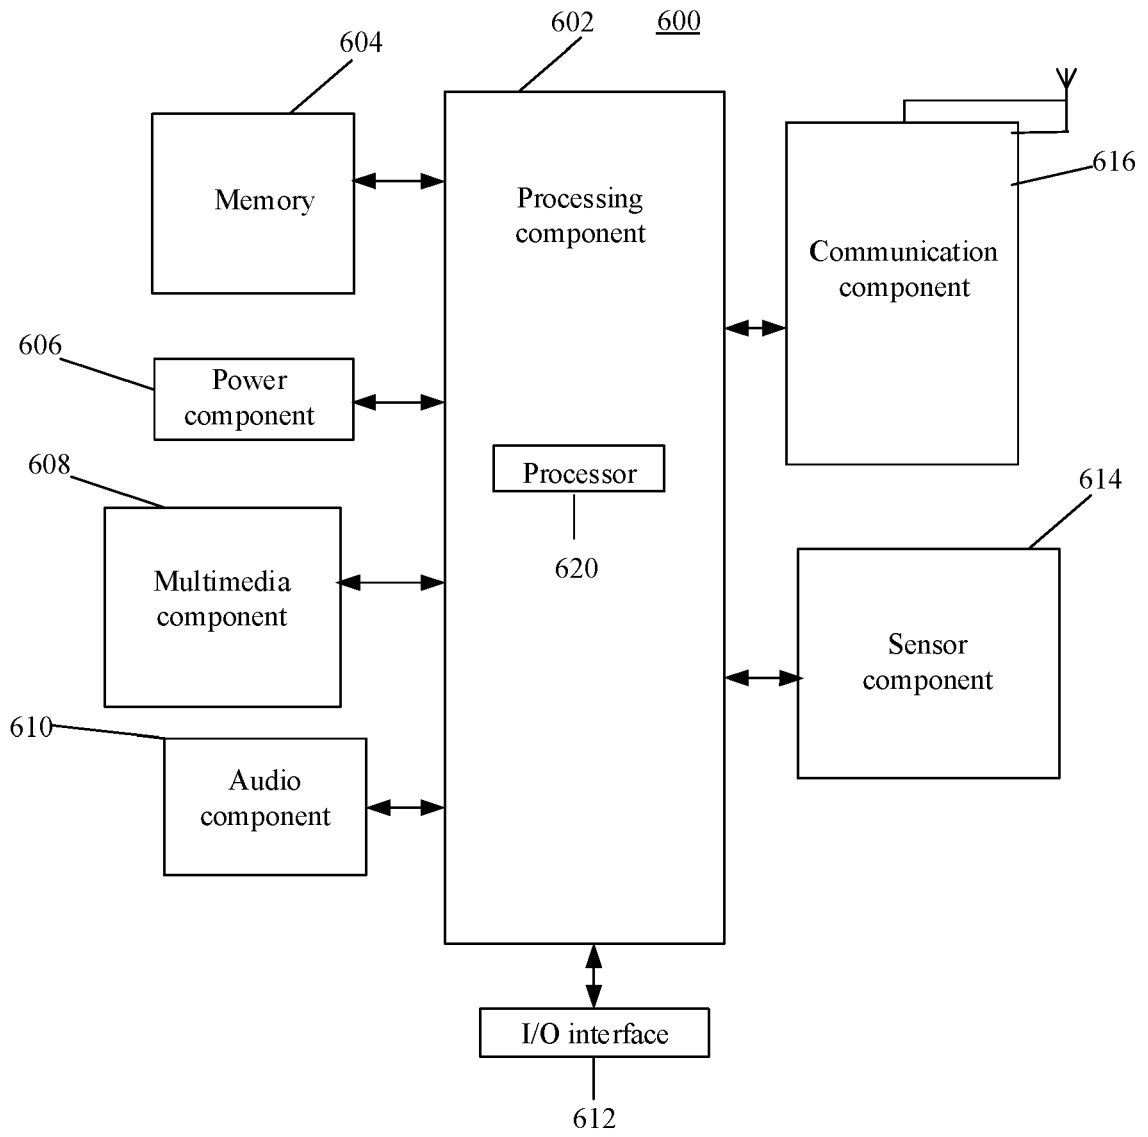 602
600
604
Memory
Processing
component
616
Communication
component
606
Power
component
608
Processor
614
620
Multimedia
component
Sensor
component
610
Audio
component
I/O interface
612